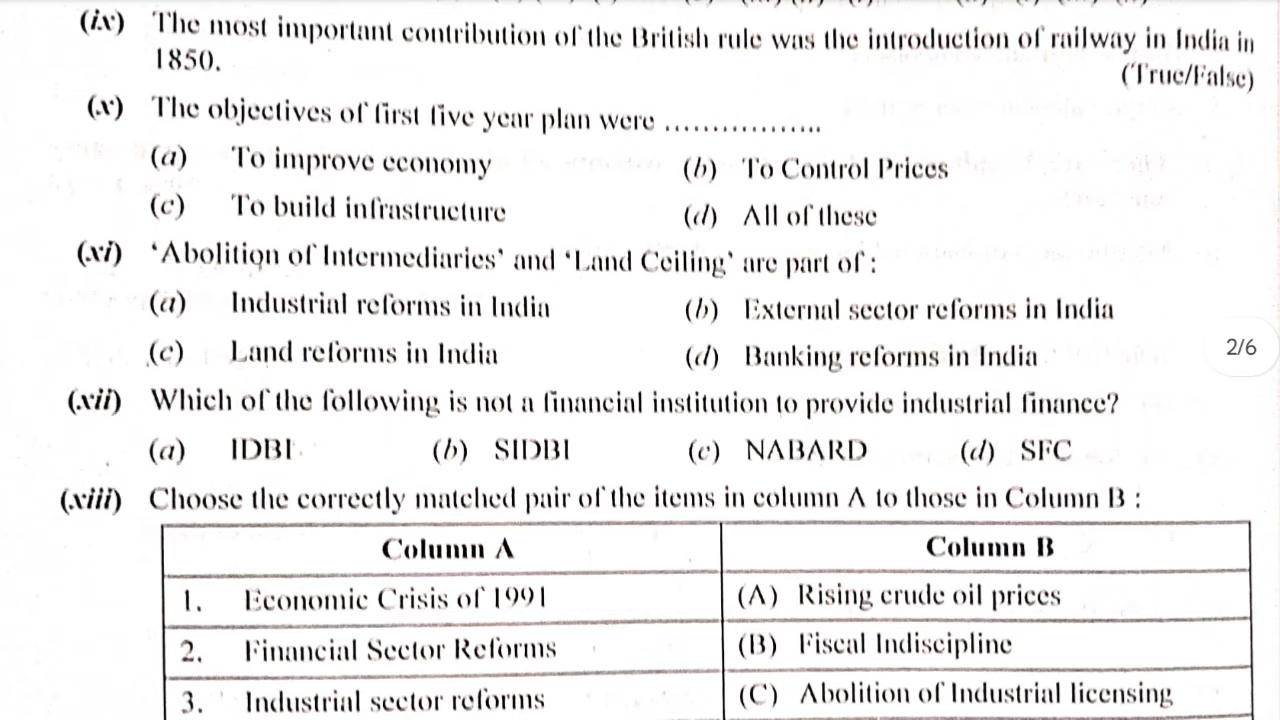 (ix) The most important contribution of the British rule was the introduction of railway in India in
1850. (True/False)
(x) The objectives of first five year plan were ................
(a) To improve economy (b) To Control Prices
(c) To build infrastructure (d) All of these
(xi) ‘Abolition of Intermediaries’ and ‘Land Ceiling’ are part of :
(a) Industrial reforms in India (b) External sector reforms in India
(c) Land reforms in India (d) Banking reforms in India
2/6
(xii) Which of the following is not a financial institution to provide industrial finance?
(a) IDBI (b) SIDBI (c) NABARD (d) SFC
(xiii) Choose the correctly matched pair of the items in column A to those in Column B :
Column A Column B
1. Economic Crisis of 1991 (A) Rising crude oil prices
2. Financial Sector Reforms (B) Fiscal Indiscipline
3. Industrial sector reforms (C) Abolition of Industrial licensing